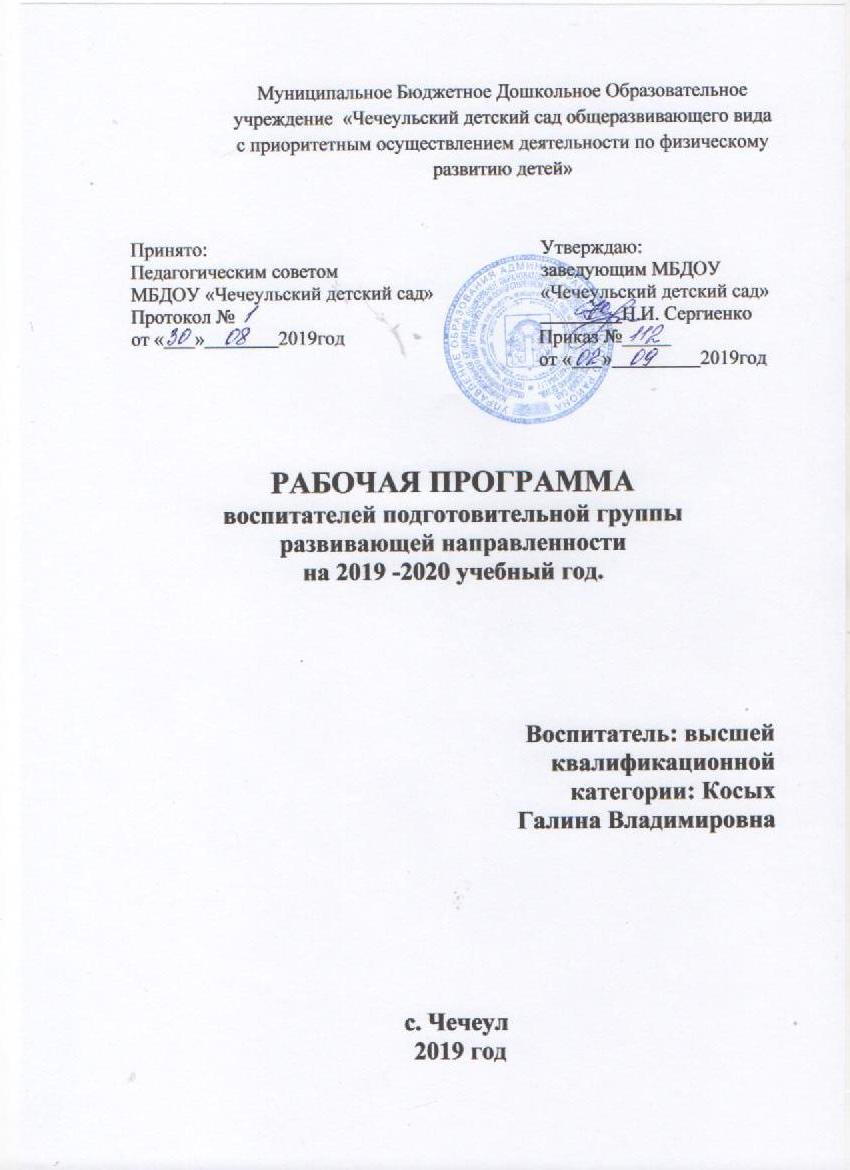 Муниципальное Бюджетное Дошкольное Образовательное
учреждение «Чечеульский детский сад общеразвивающего вида
с приоритетным осуществлением деятельности по физическому
развитию детей»
Принято:
Педагогическим советом
МБДОУ «Чечеульский детский сад»
Протокол № 1
от «30» 08 2019год
Утверждаю:
заведующим МБДОУ
«Чечеульский детский сад»
Н.И. Сергиенко
Приказ № 112
от «02» 09 2019год
РАБОЧАЯ ПРОГРАММА
воспитателей подготовительной группы
развивающей направленности
на 2019 -2020 учебный год.
Воспитатель: высшей
квалификационной
категории: Косых
Галина Владимировна
с. Чечеул
2019 год